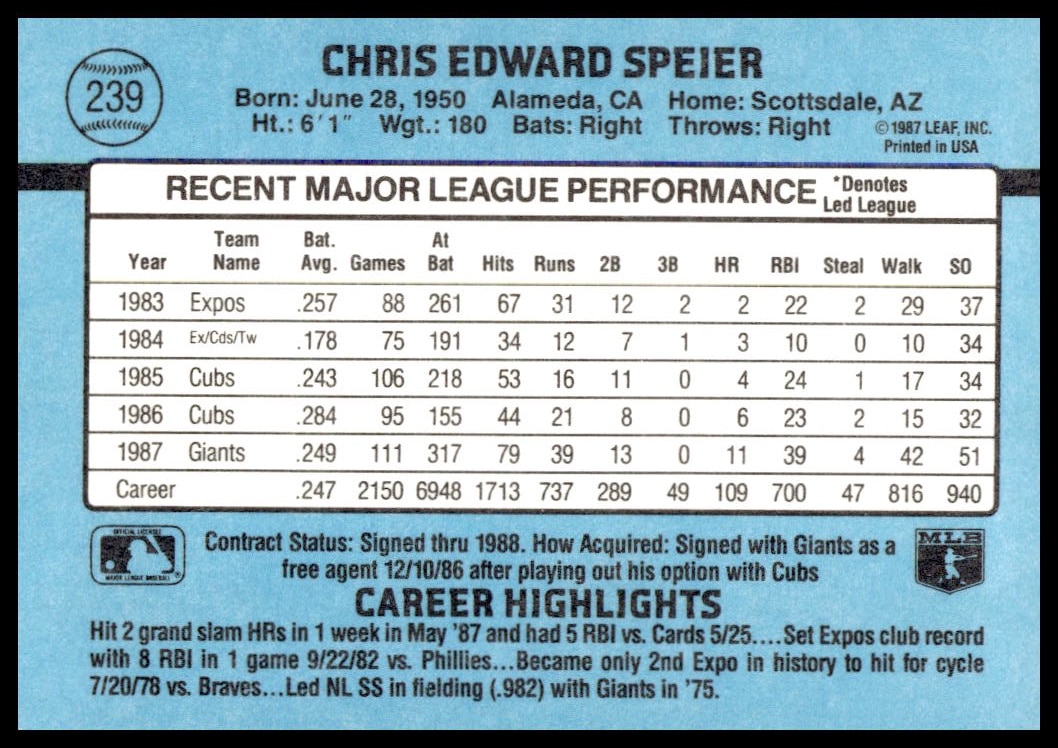 CHRIS EDWARD SPEIER
239
Born: June 28, 1950 Alameda, CA Home: Scottsdale, AZ
Ht.: 6'1" Wgt.: 180 Bats: Right Throws: Right
©1987 LEAF, INC.
Printed in USA
RECENT MAJOR LEAGUE PERFORMANCE *Denotes Led League
Year Team Name Bat. Avg. Games At Bat Hits Runs 2B 3B HR RBI Steal Walk SO
1983 Expos .257 88 261 67 31 12 2 2 22 2 29 37
1984 Ex/Cds/Tw .178 75 191 34 12 7 1 3 10 0 10 34
1985 Cubs .243 106 218 53 16 11 0 4 24 1 17 34
1986 Cubs .284 95 155 44 21 8 0 6 23 2 15 32
1987 Giants .249 111 317 79 39 13 0 11 39 4 42 51
Career .247 2150 6948 1713 737 289 49 109 700 47 816 940
OFFICIAL LICENSEE
MAJOR LEAGUE BASEBALL
®
Contract Status: Signed thru 1988. How Acquired: Signed with Giants as a
free agent 12/10/86 after playing out his option with Cubs
MLB
CAREER HIGHLIGHTS
Hit 2 grand slam HRs in 1 week in May '87 and had 5 RBI vs. Cards 5/25....Set Expos club record
with 8 RBI in 1 game 9/22/82 vs. Phillies...Became only 2nd Expo in history to hit for cycle
7/20/78 vs. Braves...Led NL SS in fielding (.982) with Giants in '75.